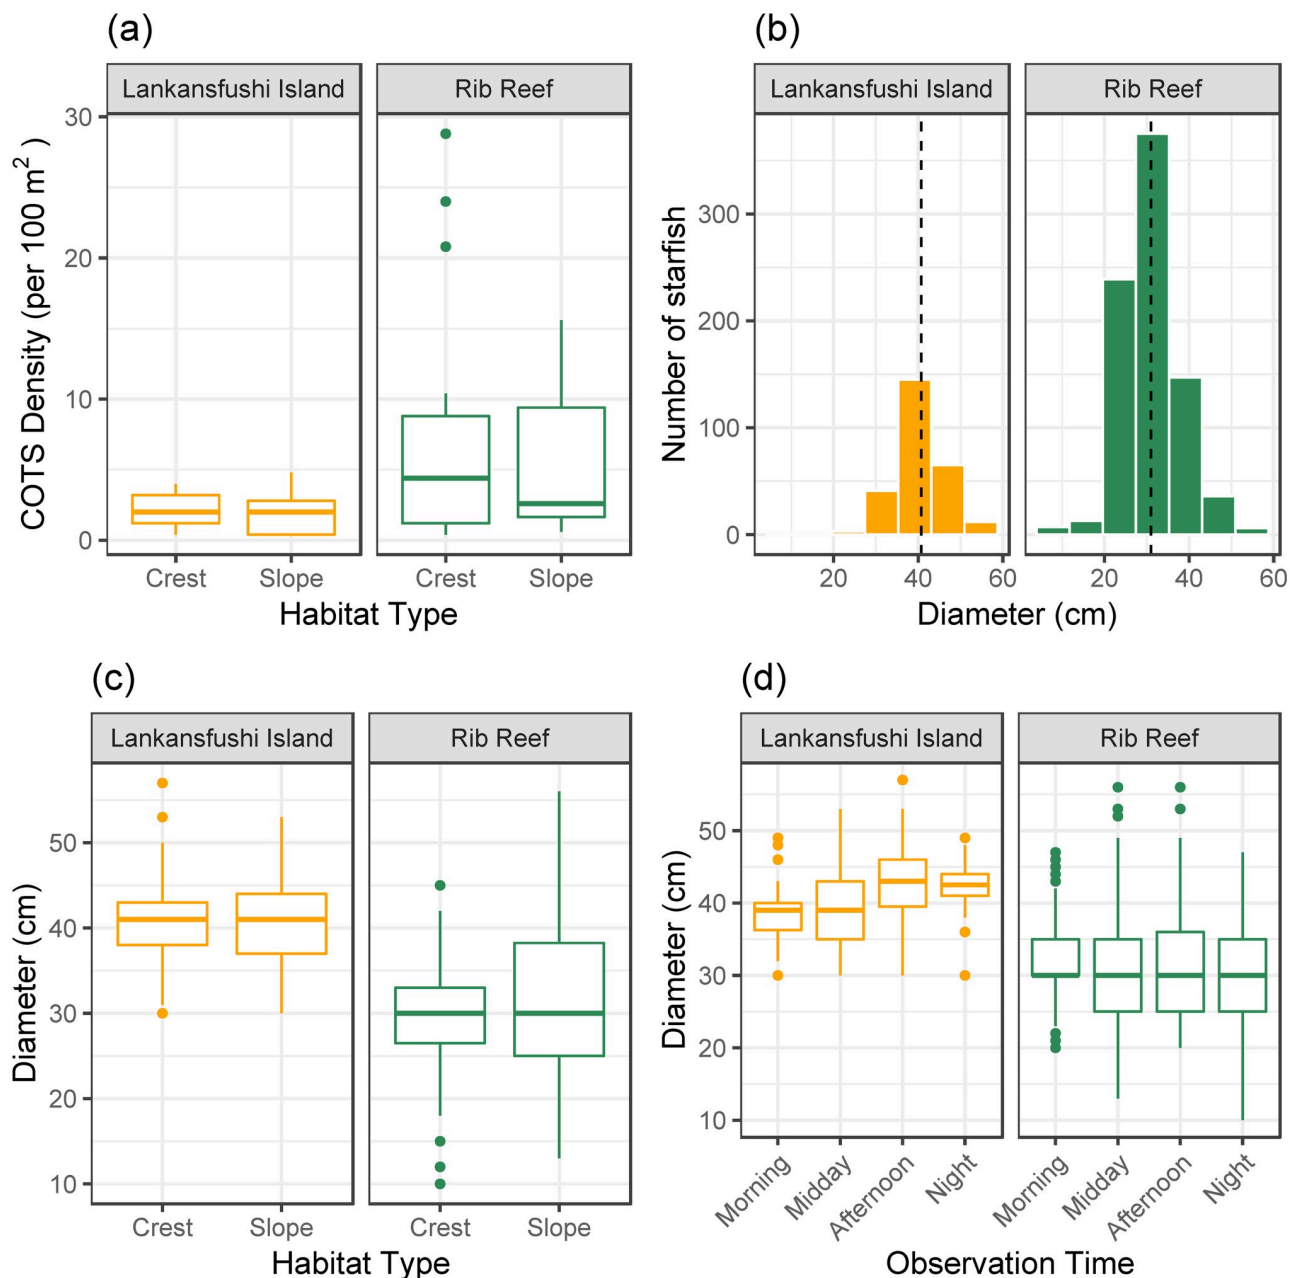 (a)
Lankansfushi Island
Rib Reef
COTS Density (per 100 m²)
30
20
10
0
Crest
Slope
Crest
Slope
Habitat Type
(b)
Lankansfushi Island
Rib Reef
Number of starfish
300
200
100
0
20
40
60
20
40
60
Diameter (cm)
(c)
Lankansfushi Island
Rib Reef
Diameter (cm)
50
40
30
20
10
Crest
Slope
Crest
Slope
Habitat Type
(d)
Lankansfushi Island
Rib Reef
Diameter (cm)
50
40
30
20
10
Morning
Midday
Afternoon
Night
Morning
Midday
Afternoon
Night
Observation Time